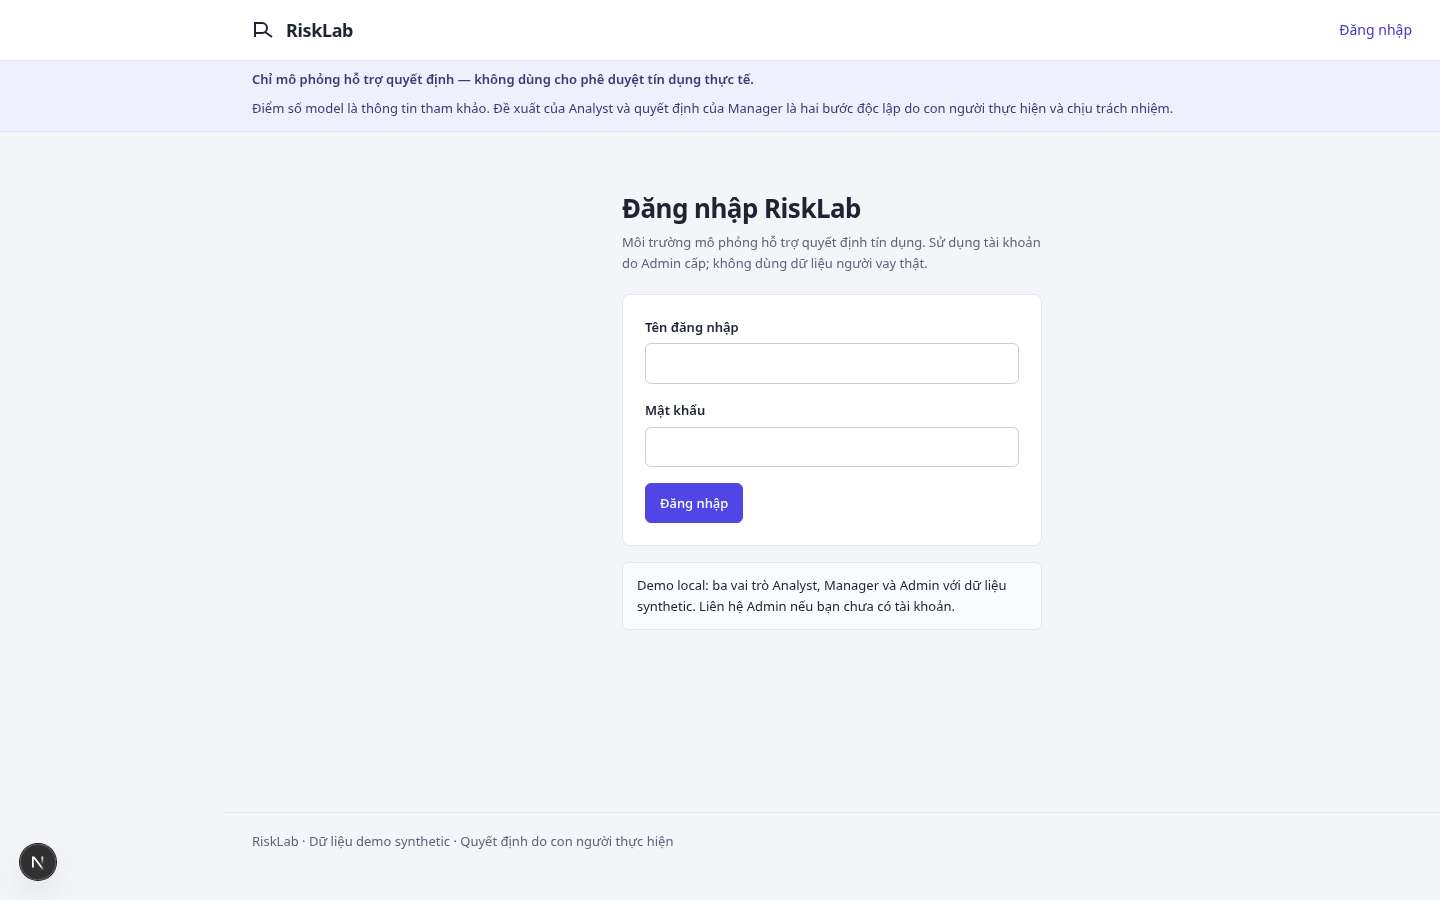 RiskLab
Đăng nhập
Chỉ mô phỏng hỗ trợ quyết định — không dùng cho phê duyệt tín dụng thực tế.
Điểm số model là thông tin tham khảo. Đề xuất của Analyst và quyết định của Manager là hai bước độc lập do con người thực hiện và chịu trách nhiệm.
Đăng nhập RiskLab
Môi trường mô phỏng hỗ trợ quyết định tín dụng. Sử dụng tài khoản
do Admin cấp; không dùng dữ liệu người vay thật.
Tên đăng nhập
Mật khẩu
Đăng nhập
Demo local: ba vai trò Analyst, Manager và Admin với dữ liệu
synthetic. Liên hệ Admin nếu bạn chưa có tài khoản.
RiskLab · Dữ liệu demo synthetic · Quyết định do con người thực hiện
N